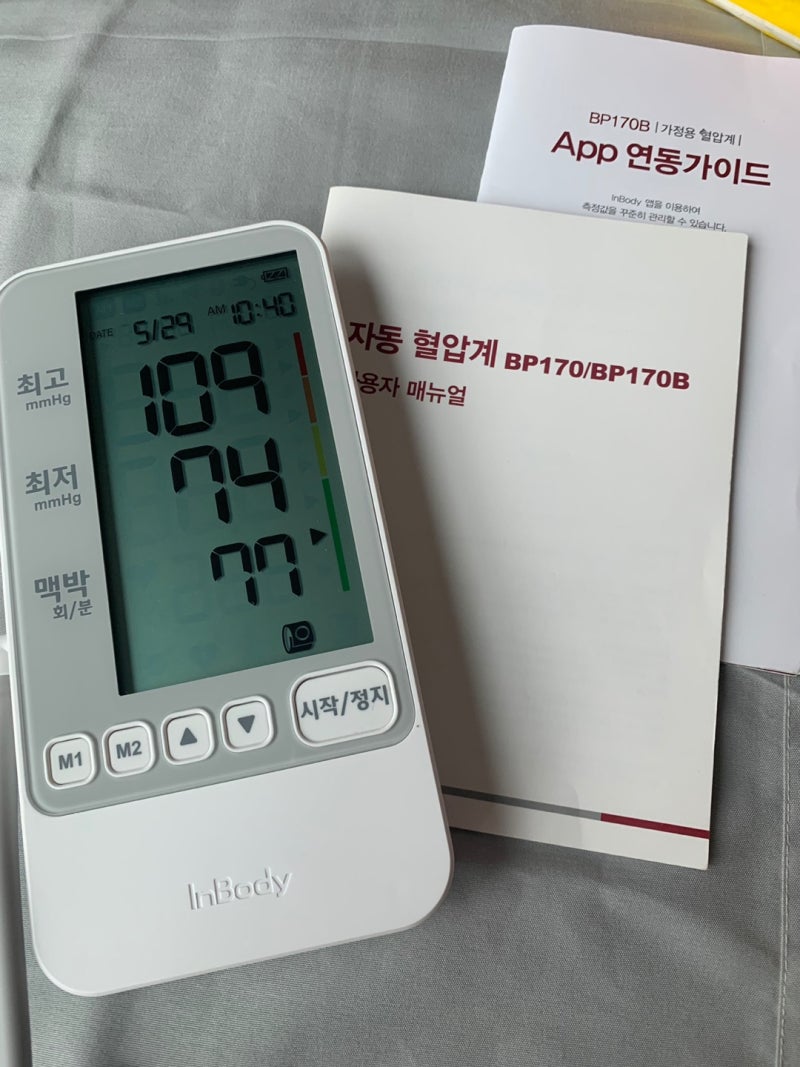 BP170B | 가정용 혈압계 |
App 연동가이드
InBody 앱을 이용하여
측정값을 꾸준히 관리할 수 있습니다.
자동 혈압계 BP170/BP170B
용자 매뉴얼
DATE 5/29 AM 10:40
최고 mmHg 109
최저 mmHg 74
맥박 회/분 77
M1 M2 ▲ ▼ 시작/정지
InBody